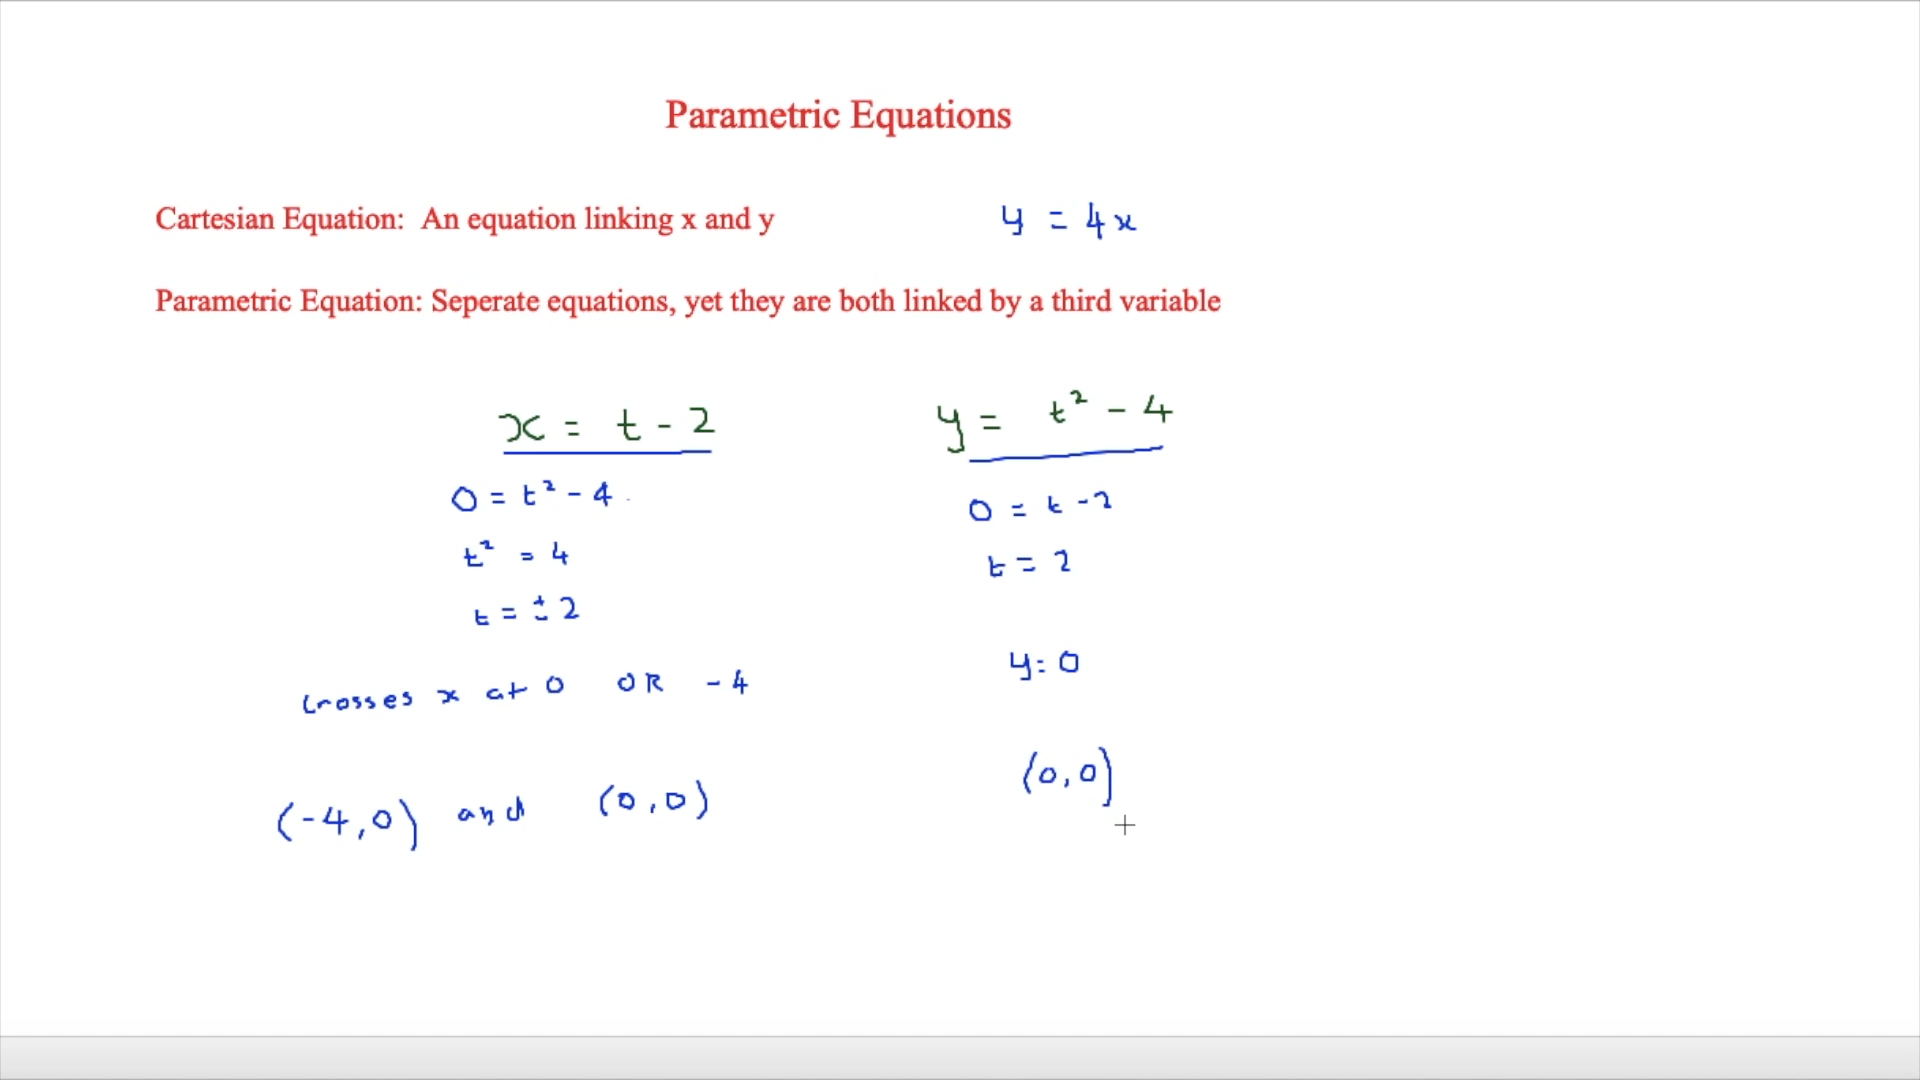 Parametric Equations
Cartesian Equation: An equation linking x and y y = 4x
Parametric Equation: Seperate equations, yet they are both linked by a third variable
x = t - 2
0 = t² - 4
t² = 4
t = ± 2
Crosses x at 0 OR -4
(-4,0) and (0,0)
y = t² - 4
0 = t - 2
t = 2
y = 0
(0,0)